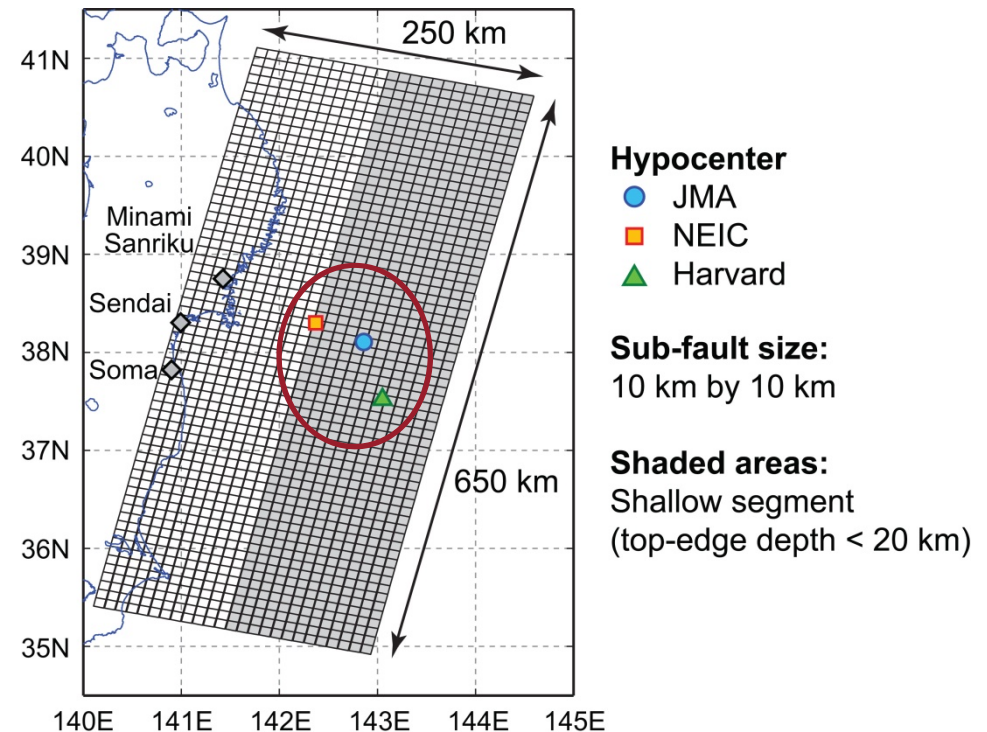 250 km
41N
40N
Minami
Sanriku
39N
Sendai
38N
Soma
37N
650 km
36N
35N
140E 141E 142E 143E 144E 145E
Hypocenter
JMA
NEIC
Harvard
Sub-fault size:
10 km by 10 km
Shaded areas:
Shallow segment
(top-edge depth < 20 km)